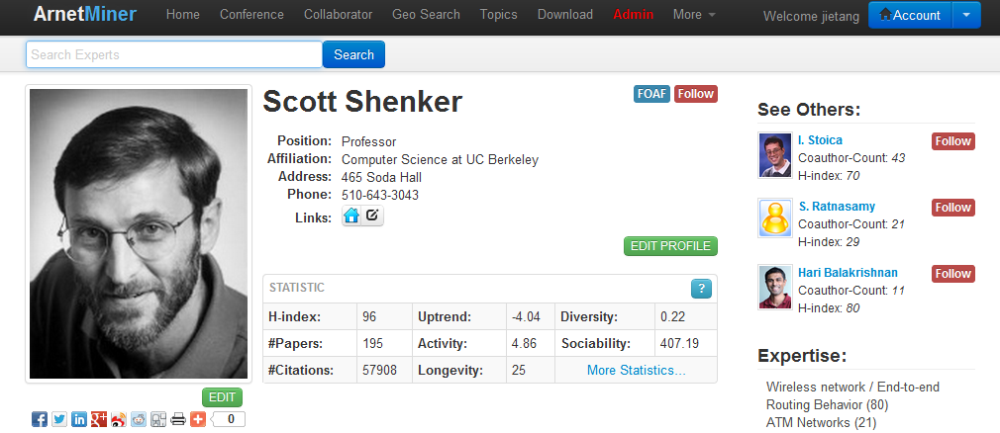 ArnetMiner Home Conference Collaborator Geo Search Topics Download Admin More Welcome jietang Account
Search Experts Search
Scott Shenker
FOAF Follow
Position: Professor
Affiliation: Computer Science at UC Berkeley
Address: 465 Soda Hall
Phone: 510-643-3043
Links:
EDIT PROFILE
STATISTIC ?
H-index: 96 Uptrend: -4.04 Diversity: 0.22
#Papers: 195 Activity: 4.86 Sociability: 407.19
#Citations: 57908 Longevity: 25 More Statistics...
EDIT
0
See Others:
I. Stoica Follow
Coauthor-Count: 43
H-index: 70
S. Ratnasamy Follow
Coauthor-Count: 21
H-index: 29
Hari Balakrishnan Follow
Coauthor-Count: 11
H-index: 80
Expertise:
Wireless network / End-to-end
Routing Behavior (80)
ATM Networks (21)